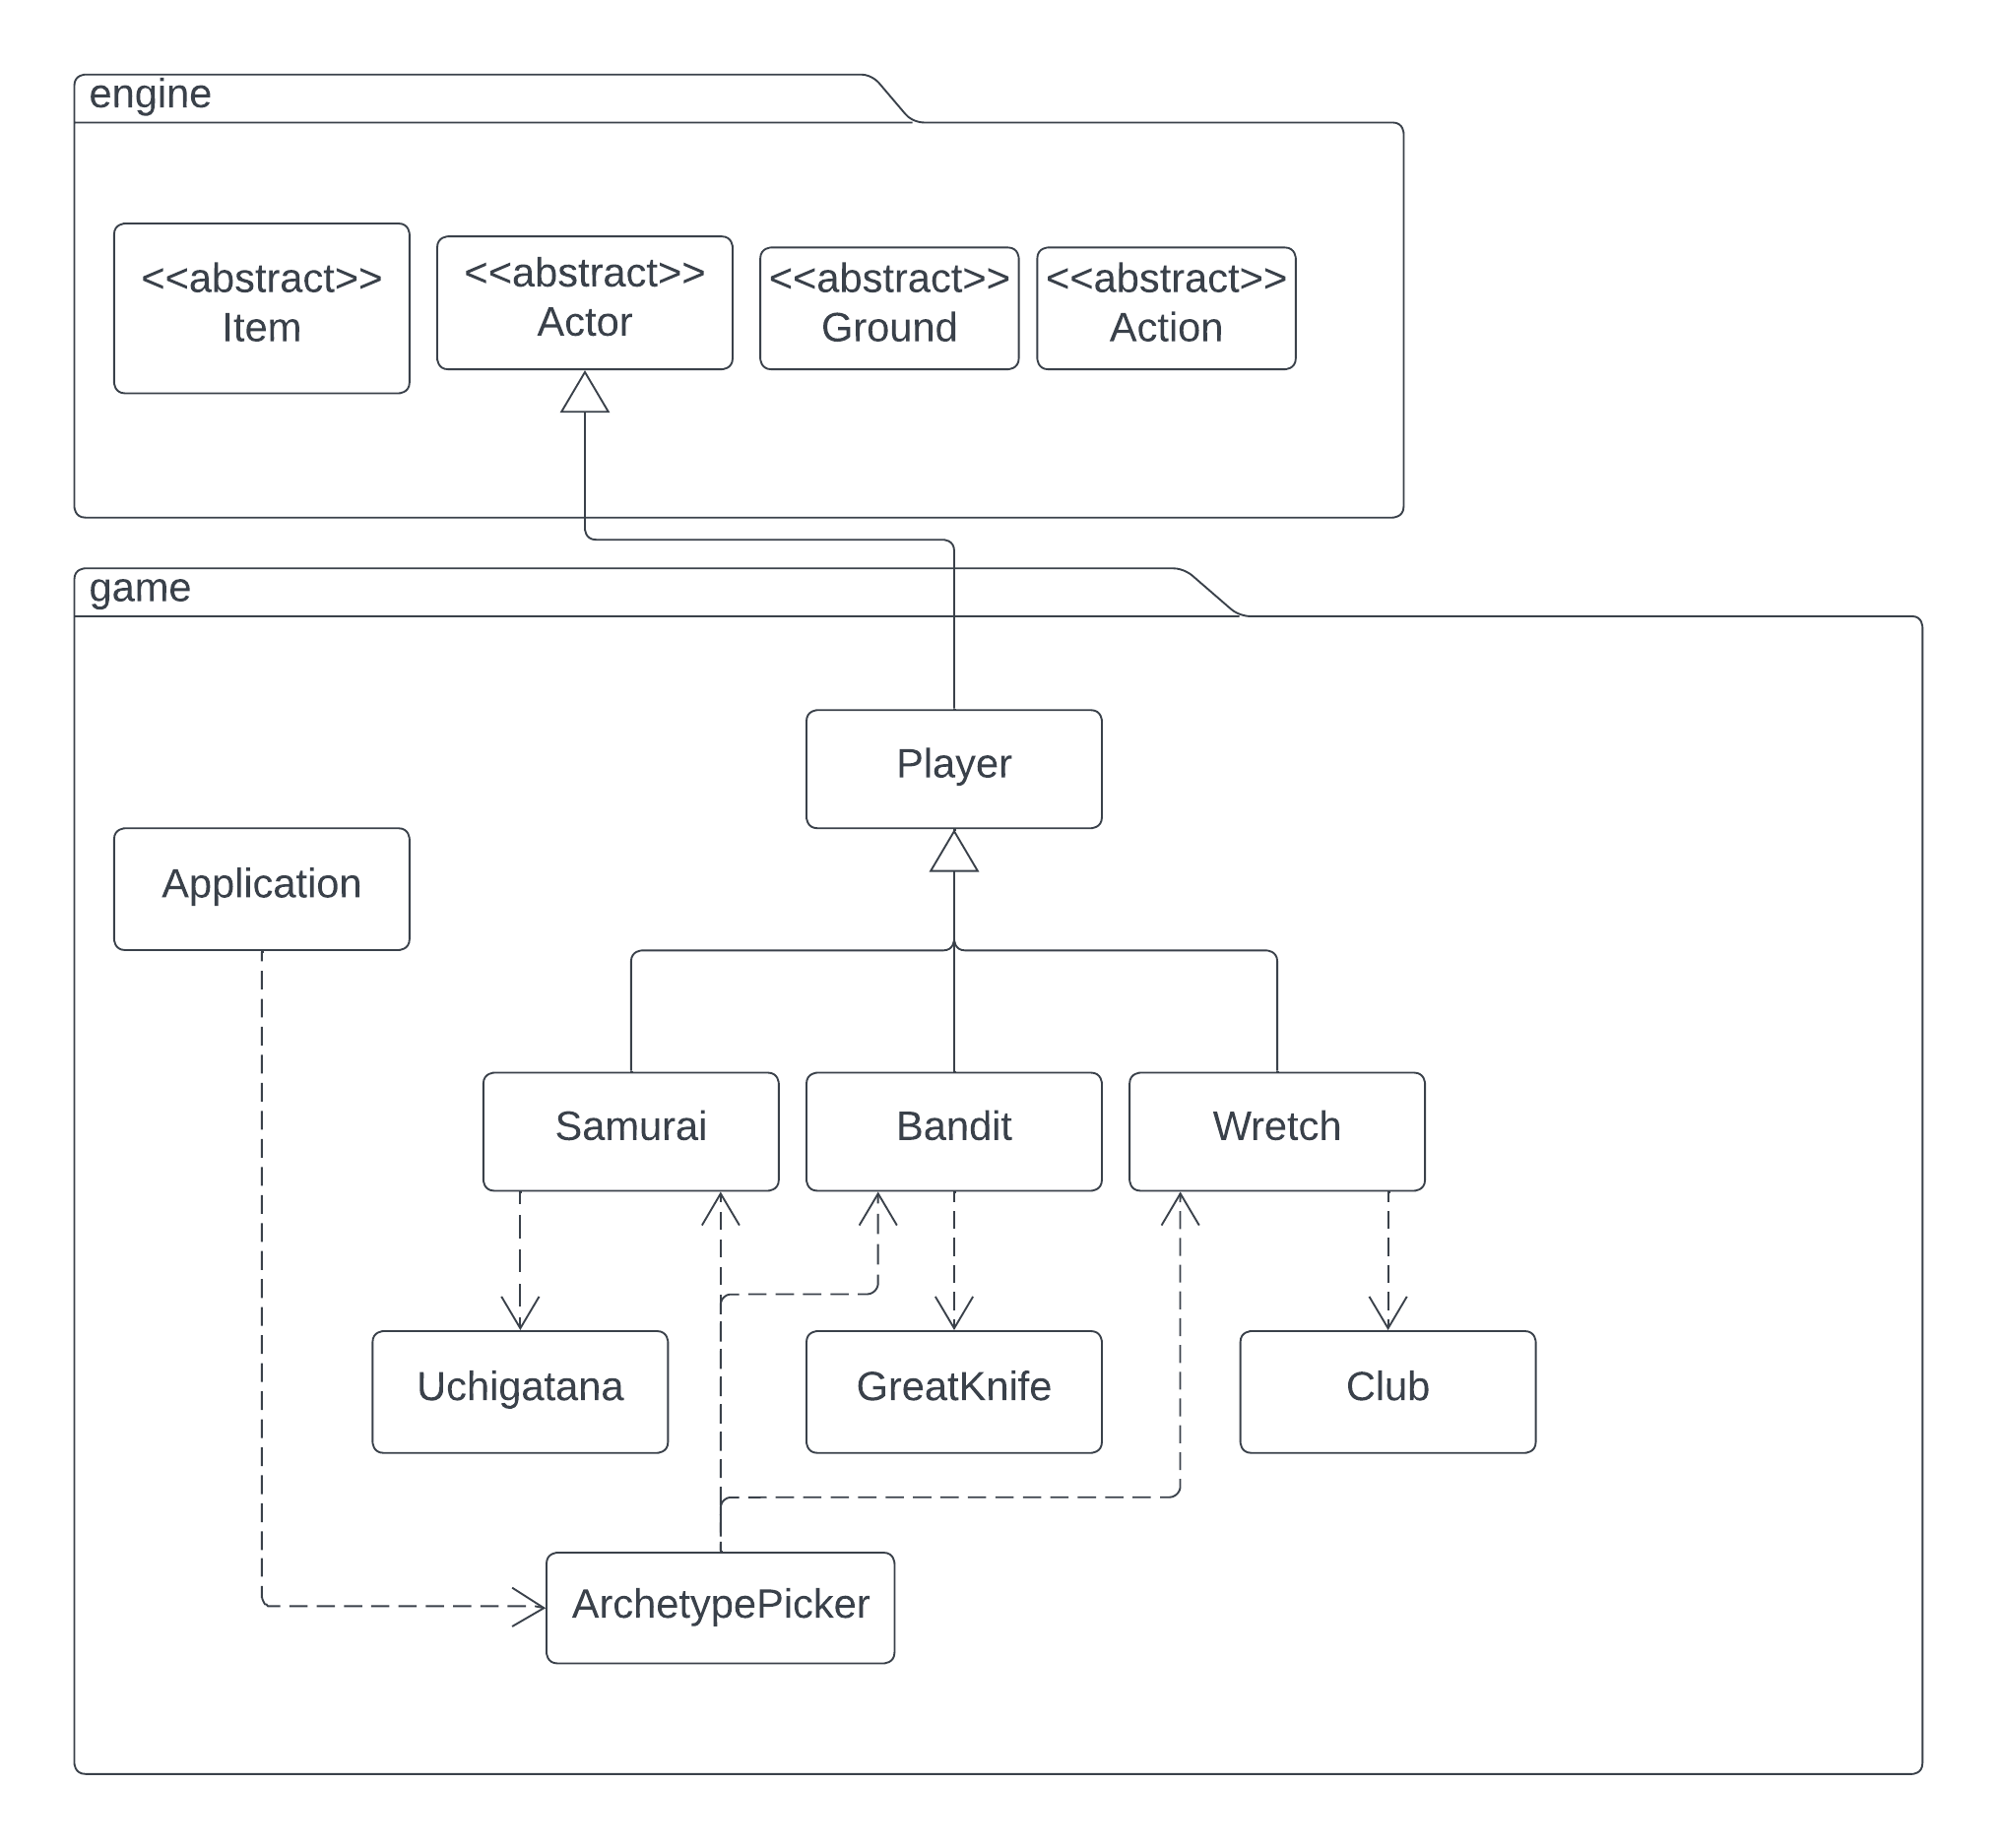 engine
<<abstract>>
Item
<<abstract>>
Actor
<<abstract>>
Ground
<<abstract>>
Action
game
Player
Application
Samurai
Bandit
Wretch
Uchigatana
GreatKnife
Club
ArchetypePicker